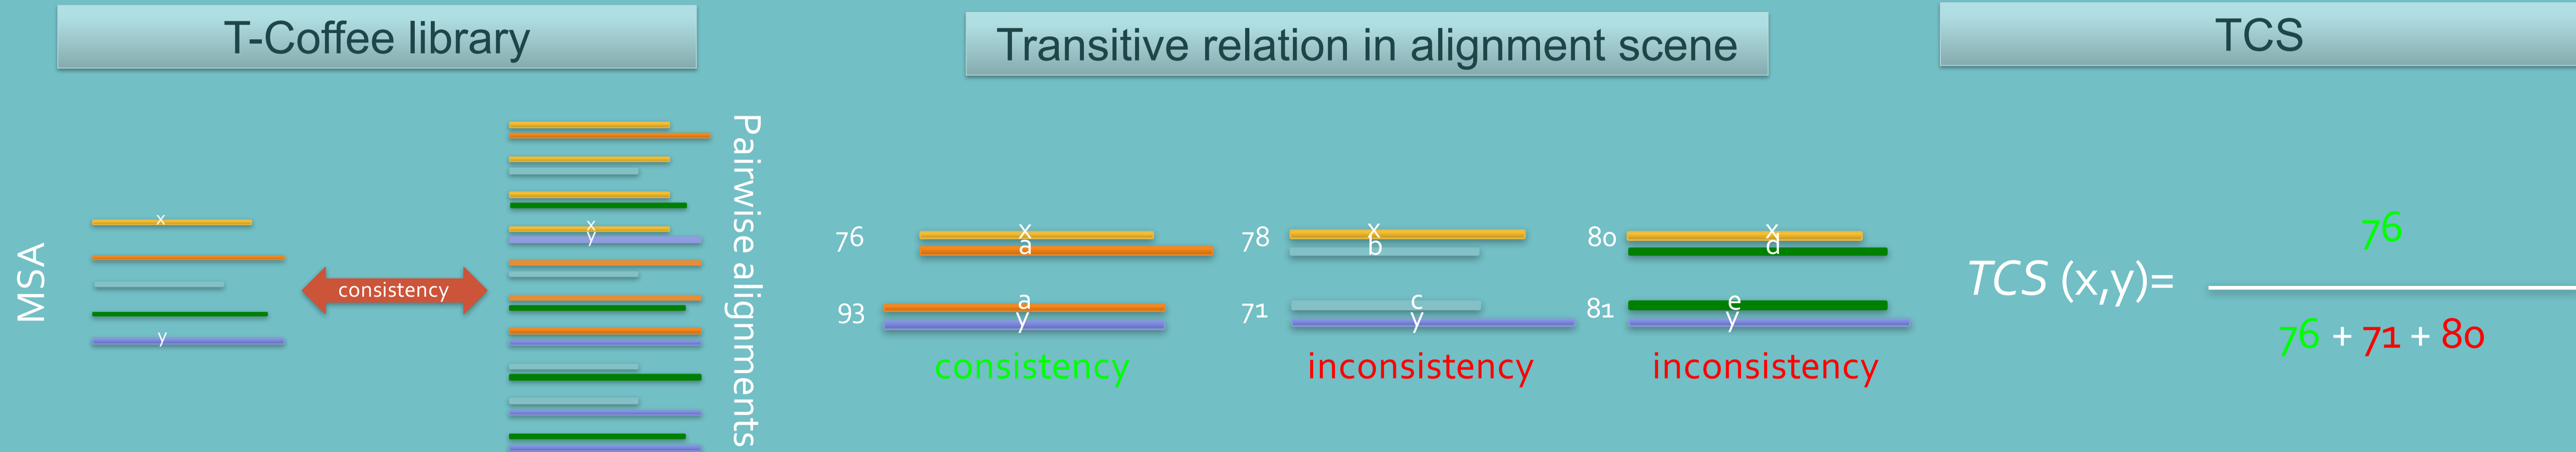 T-Coffee library
Transitive relation in alignment scene
TCS
MSA
x
y
consistency
x
y
Pairwise alignments
76
x
a
93
a
y
consistency
78
x
b
71
c
y
inconsistency
80
x
d
81
e
y
inconsistency
TCS (x,y)=
76
76 + 71 + 80